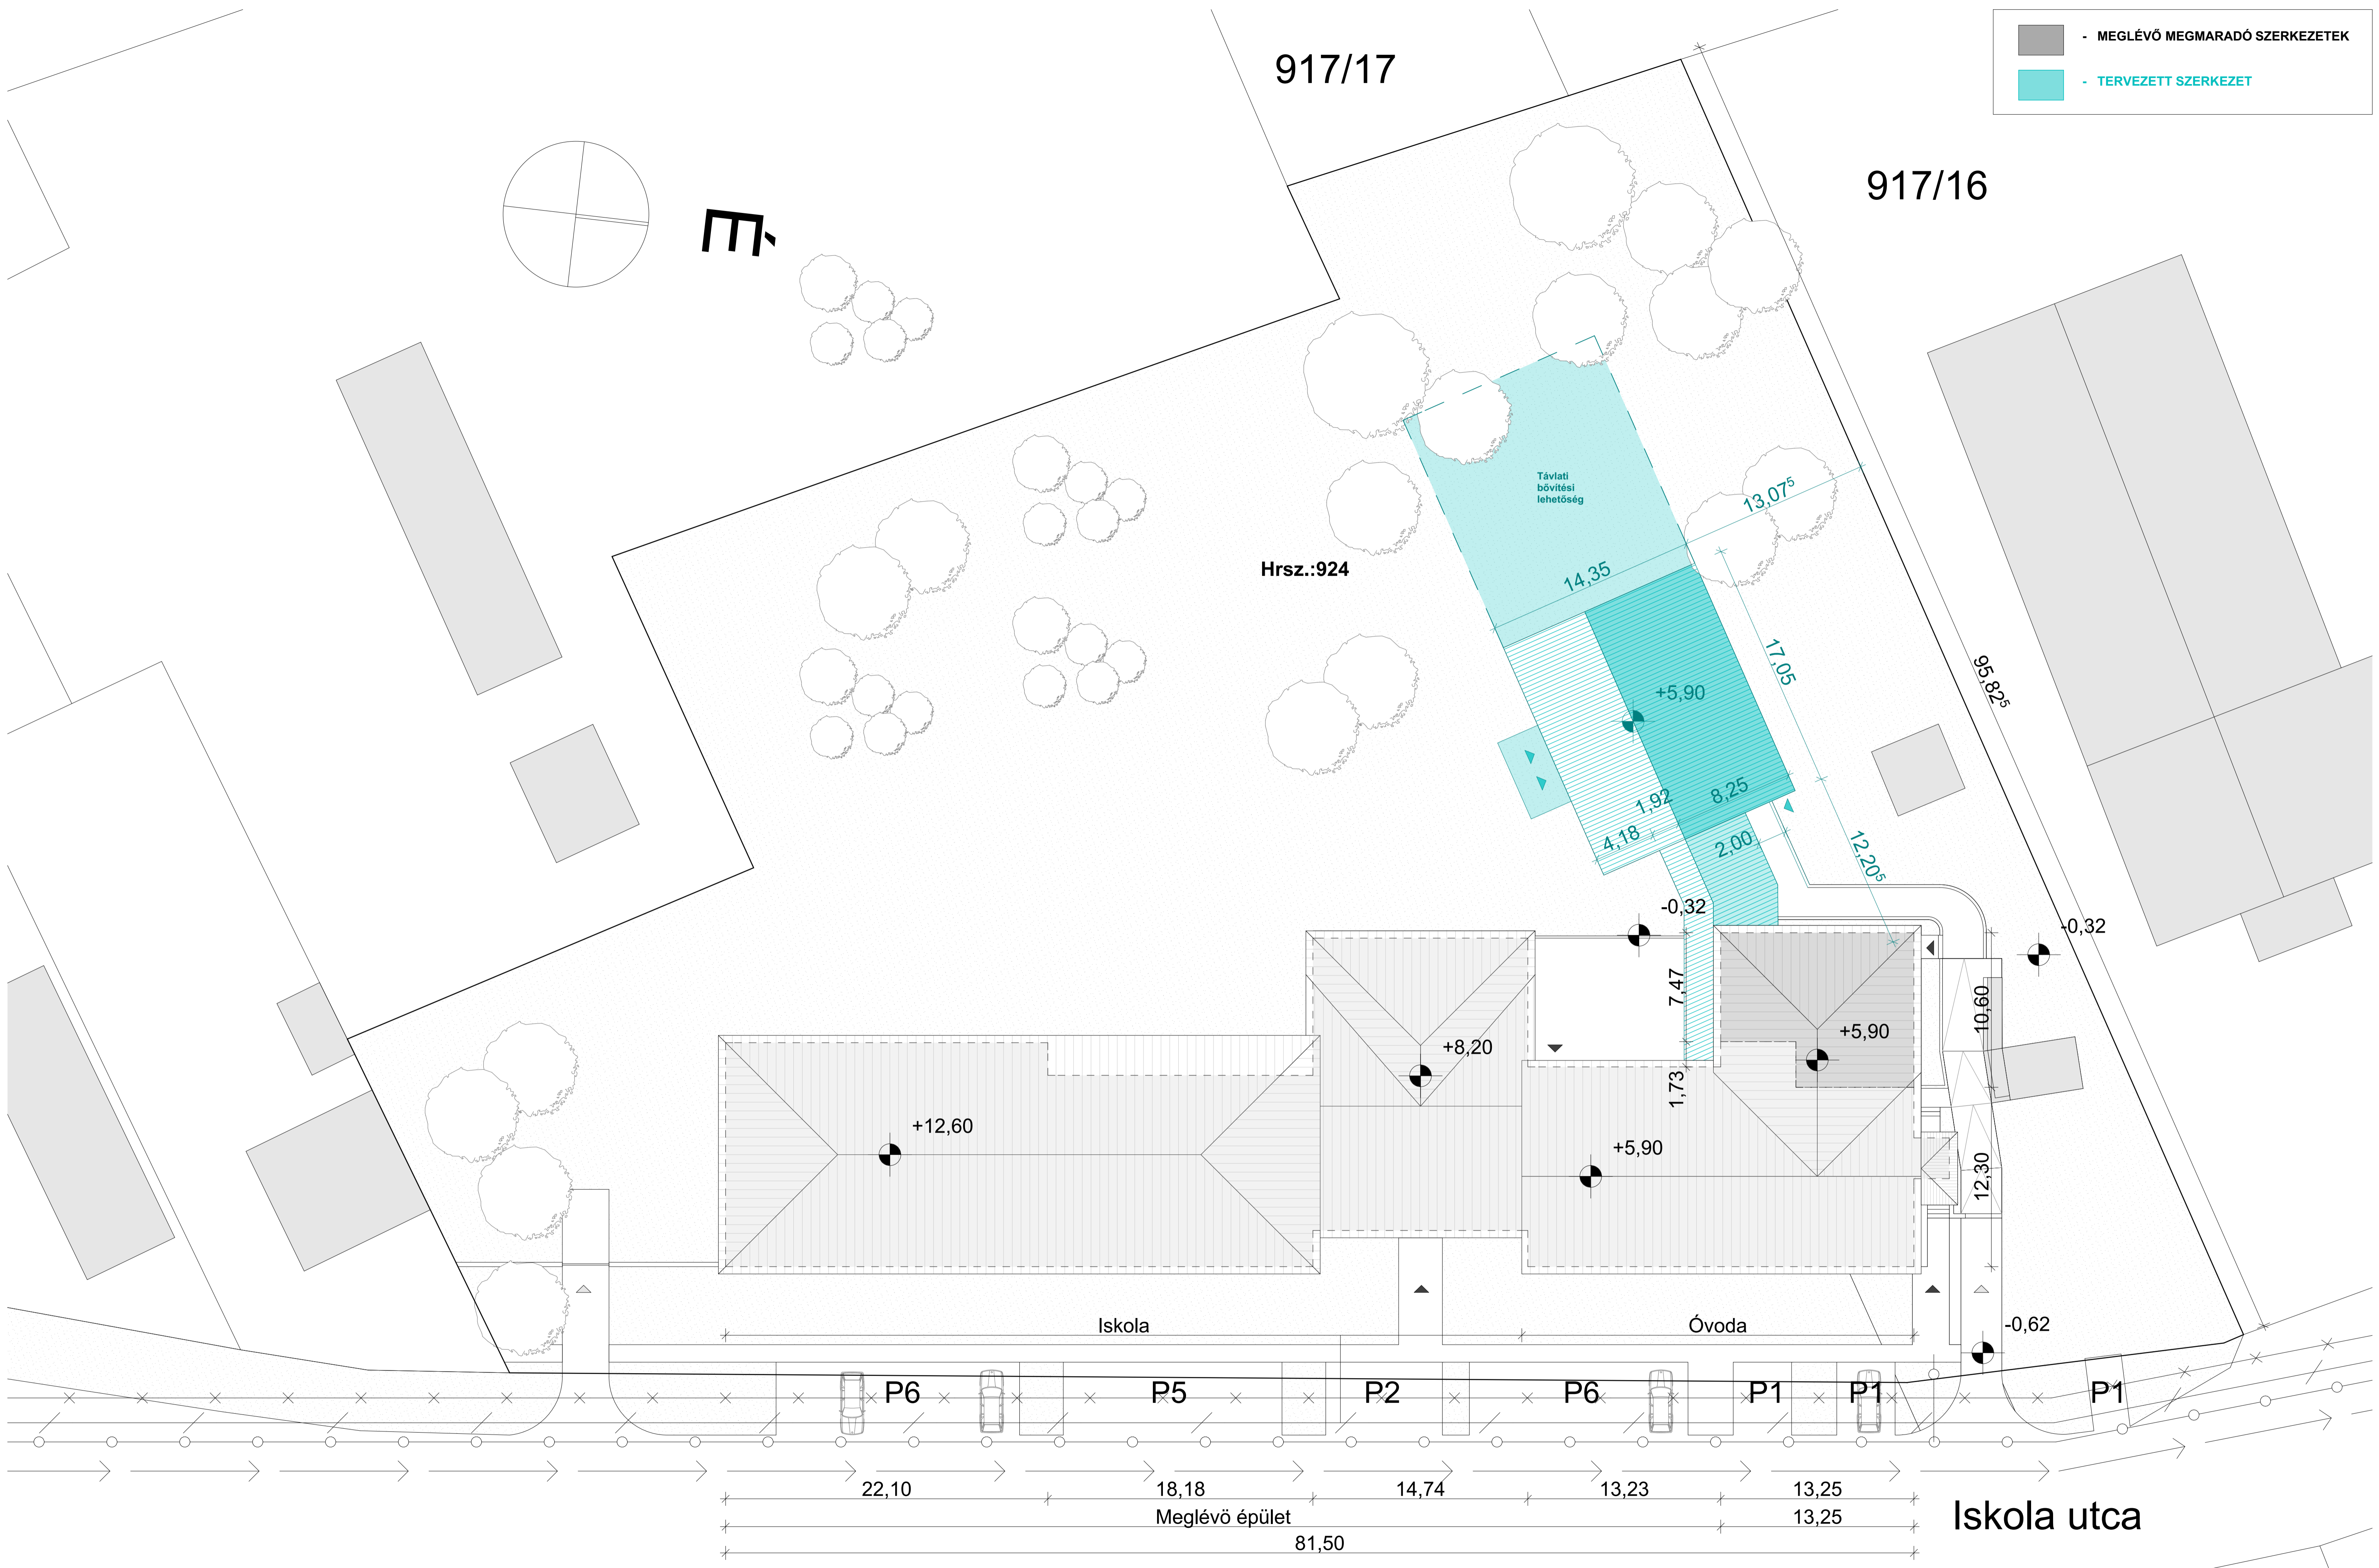 917/17
- MEGLÉVŐ MEGMARADÓ SZERKEZETEK
- TERVEZETT SZERKEZET
917/16
É
Távlati
bővítési
lehetőség
13,07⁵
Hrsz.:924
14,35
17,05
95,82⁵
+5,90
1,92
8,25
4,18
2,00
12,20⁵
-0,32
-0,32
7,47
10,60
+5,90
+8,20
1,73
+12,60
+5,90
12,30
Iskola
Óvoda
-0,62
P6
P5
P2
P6
P1
P1
P1
22,10
18,18
14,74
13,23
13,25
Meglévö épület
13,25
Iskola utca
81,50